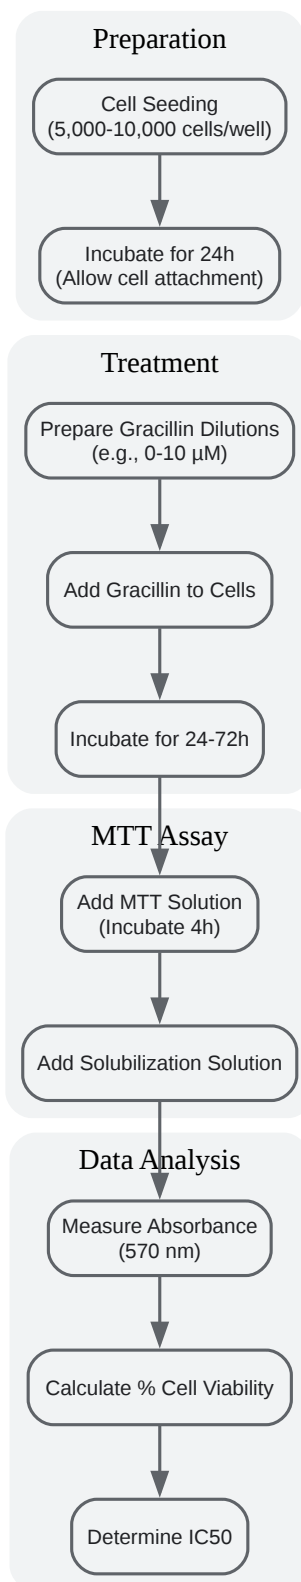 Preparation
Cell Seeding
(5,000-10,000 cells/well)
Incubate for 24h
(Allow cell attachment)
Treatment
Prepare Gracillin Dilutions
(e.g., 0-10 µM)
Add Gracillin to Cells
Incubate for 24-72h
MTT Assay
Add MTT Solution
(Incubate 4h)
Add Solubilization Solution
Data Analysis
Measure Absorbance
(570 nm)
Calculate % Cell Viability
Determine IC50